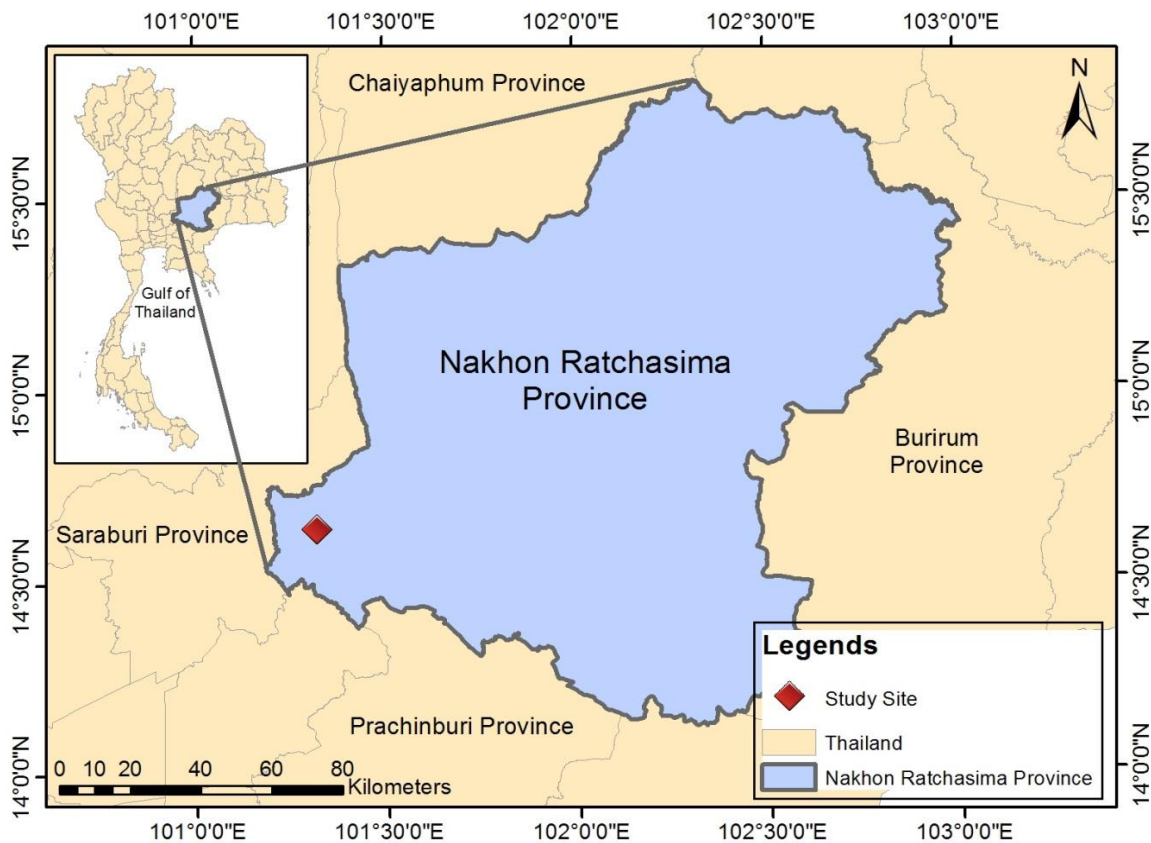 101°0'0"E
101°30'0"E
102°0'0"E
102°30'0"E
103°0'0"E
Chaiyaphum Province
N
15°30'0"N
15°30'0"N
Gulf of
Thailand
Nakhon Ratchasima
Province
15°0'0"N
15°0'0"N
Burirum
Province
Saraburi Province
14°30'0"N
14°30'0"N
Legends
Study Site
Thailand
Nakhon Ratchasima Province
Prachinburi Province
0 10 20 40 60 80
Kilometers
14°0'0"N
14°0'0"N
101°0'0"E
101°30'0"E
102°0'0"E
102°30'0"E
103°0'0"E